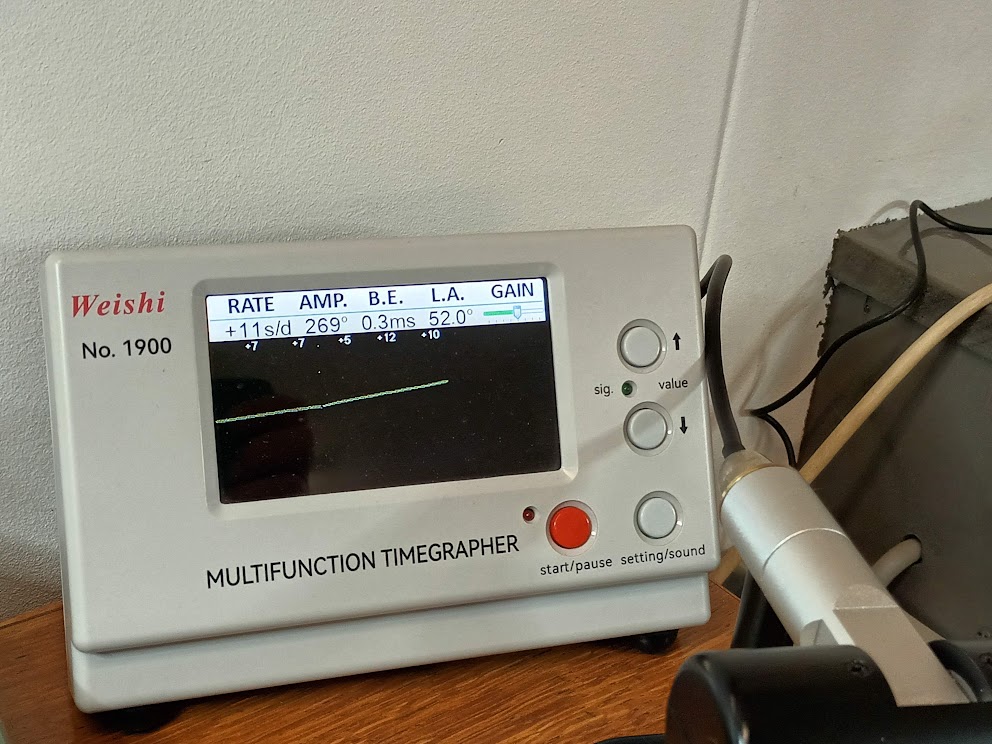 Weishi
No. 1900
RATE AMP. B.E. L.A. GAIN
+11s/d 269° 0.3ms 52.0°
+7 +7 +5 +12 +10
sig. value
start/pause setting/sound
MULTIFUNCTION TIMEGRAPHER